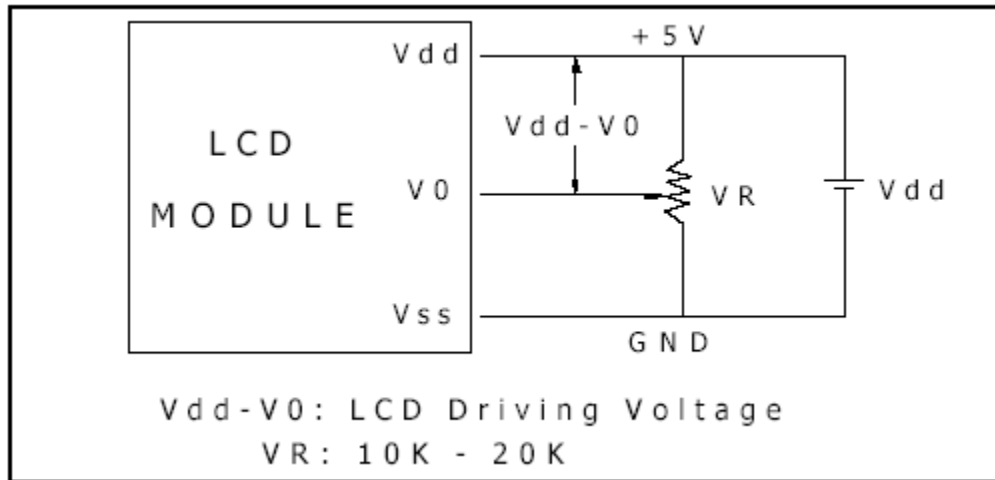 +5V
Vdd
Vdd-V0
LCD
MODULE
V0
VR
Vdd
Vss
GND
Vdd-V0: LCD Driving Voltage
VR: 10K - 20K